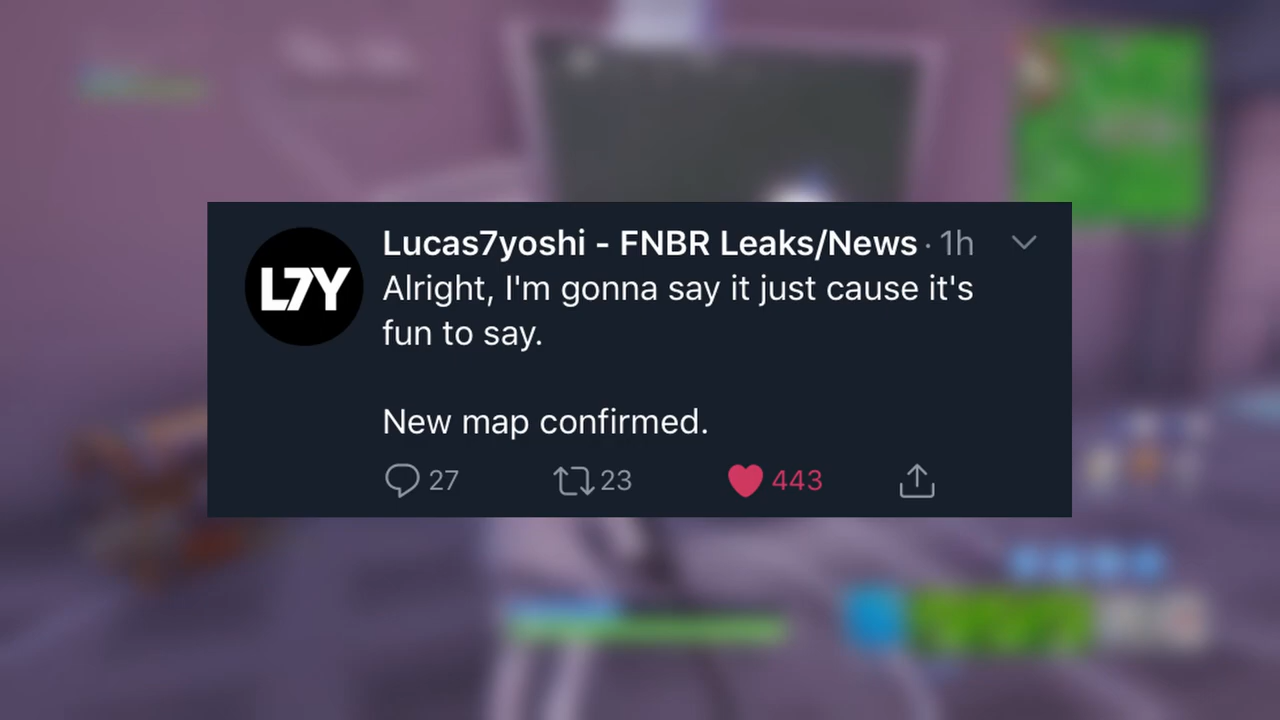 L7Y
Lucas7yoshi - FNBR Leaks/News · 1h
Alright, I'm gonna say it just cause it's
fun to say.
New map confirmed.
27 23 443